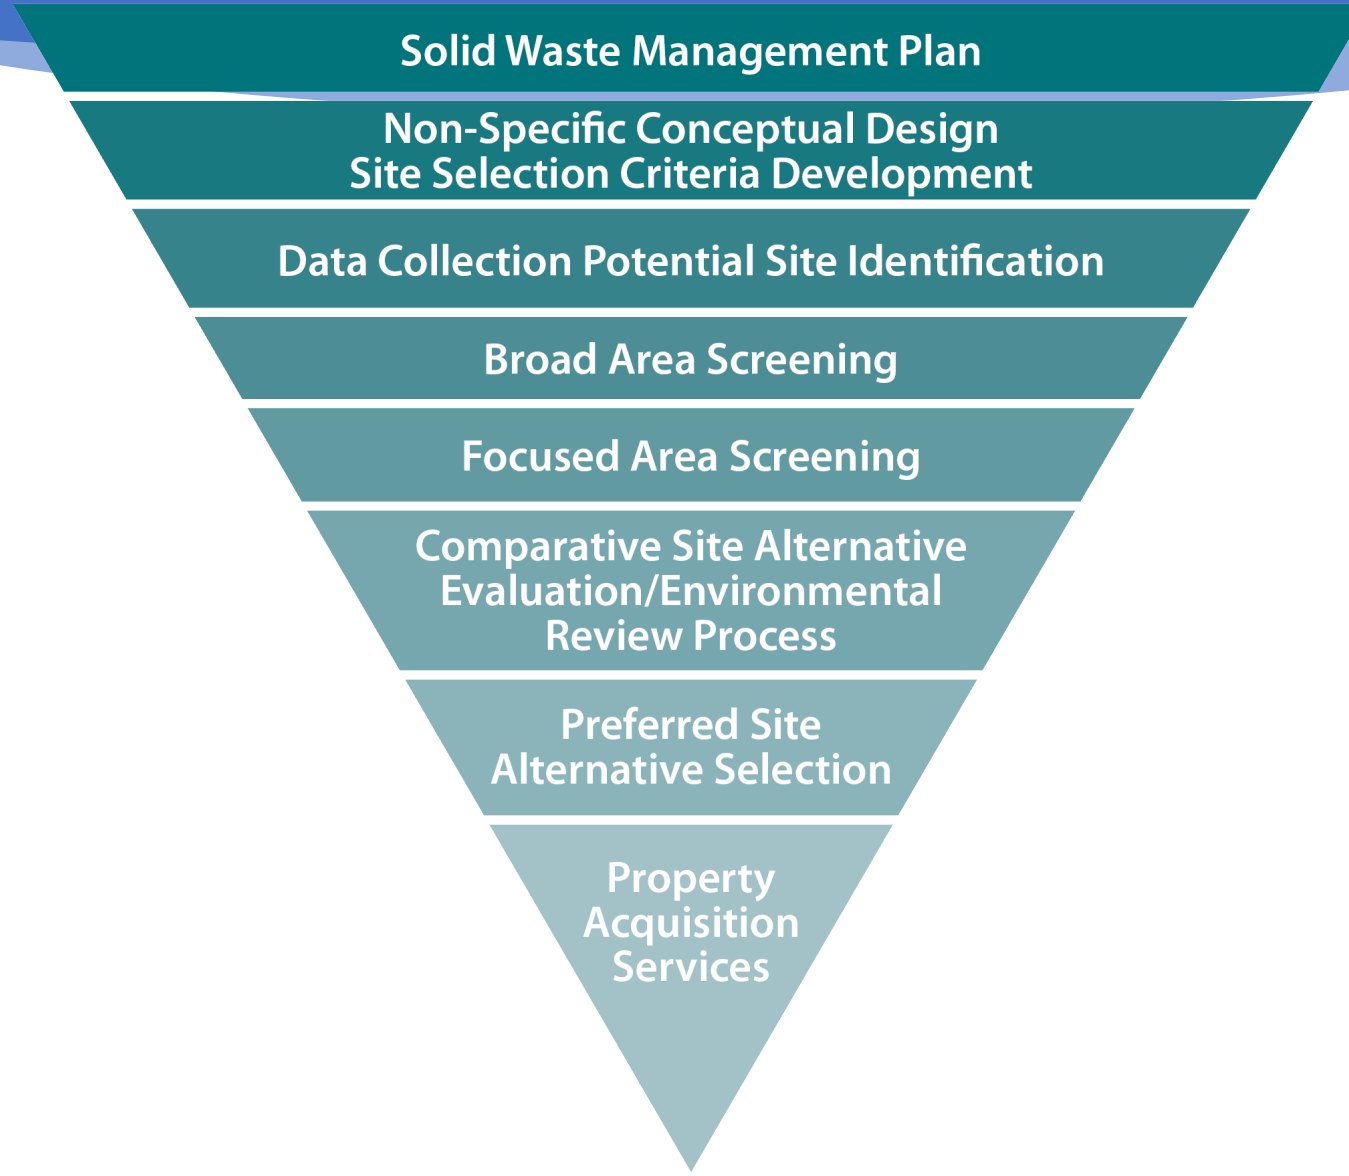 Solid Waste Management Plan
Non-Specific Conceptual Design
Site Selection Criteria Development
Data Collection Potential Site Identification
Broad Area Screening
Focused Area Screening
Comparative Site Alternative
Evaluation/Environmental
Review Process
Preferred Site
Alternative Selection
Property
Acquisition
Services